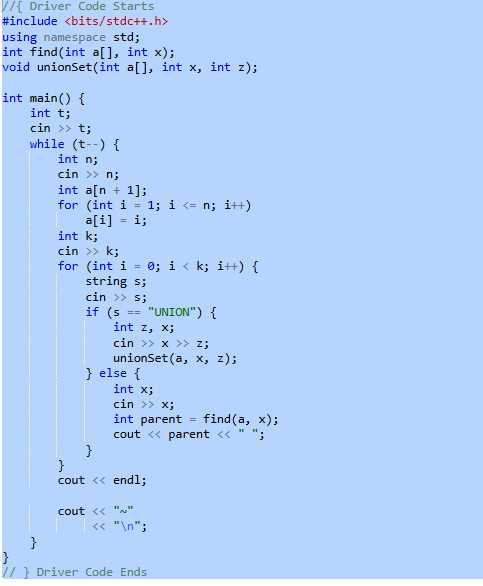 //{ Driver Code Starts
#include <bits/stdc++.h>
using namespace std;
int find(int a[], int x);
void unionSet(int a[], int x, int z);

int main() {
    int t;
    cin >> t;
    while (t--) {
        int n;
        cin >> n;
        int a[n + 1];
        for (int i = 1; i <= n; i++)
            a[i] = i;
        int k;
        cin >> k;
        for (int i = 0; i < k; i++) {
            string s;
            cin >> s;
            if (s == "UNION") {
                int z, x;
                cin >> x >> z;
                unionSet(a, x, z);
            } else {
                int x;
                cin >> x;
                int parent = find(a, x);
                cout << parent << " ";
            }
        }
        cout << endl;

        cout << "~"
             << "\n";
    }
}
// } Driver Code Ends